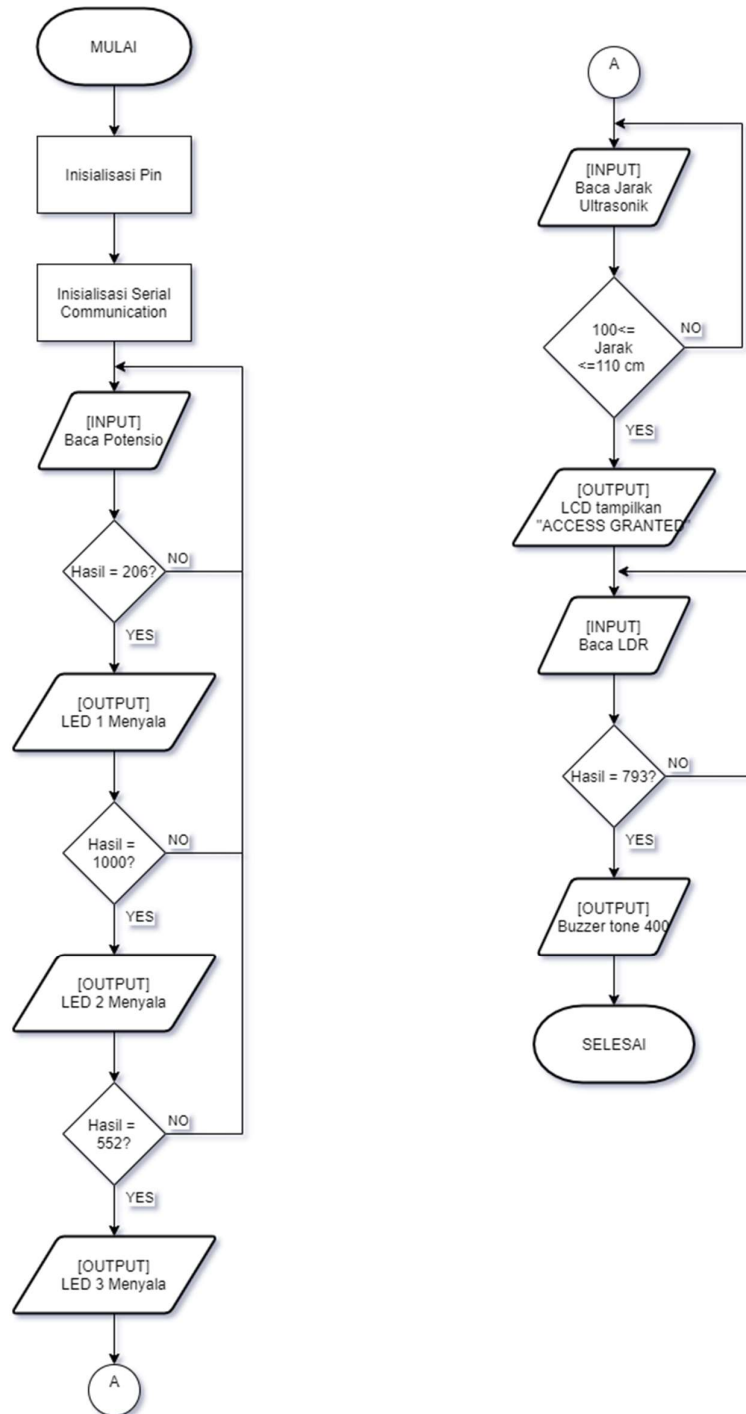 MULAI
Inisialisasi Pin
Inisialisasi Serial
Communication
[INPUT]
Baca Potensio
Hasil = 206?
NO
YES
[OUTPUT]
LED 1 Menyala
Hasil =
1000?
NO
YES
[OUTPUT]
LED 2 Menyala
Hasil =
552?
NO
YES
[OUTPUT]
LED 3 Menyala
A
A
[INPUT]
Baca Jarak
Ultrasonik
100<=
Jarak
<=110 cm
NO
YES
[OUTPUT]
LCD tampilkan
"ACCESS GRANTED"
[INPUT]
Baca LDR
Hasil = 793?
NO
YES
[OUTPUT]
Buzzer tone 400
SELESAI